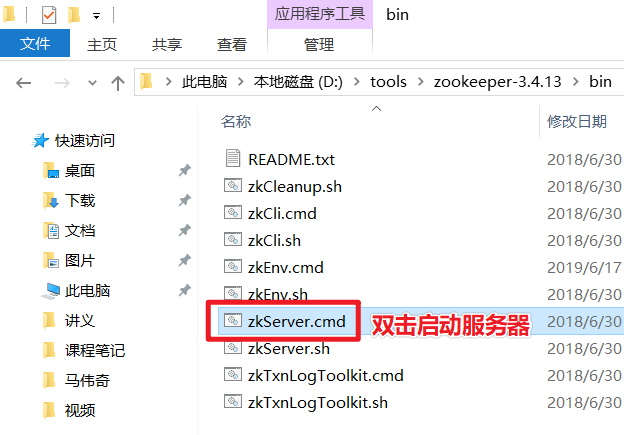 应用程序工具 bin
文件 主页 共享 查看 管理
此电脑 本地磁盘 (D:) tools zookeeper-3.4.13 bin
名称 修改日期
快速访问
桌面
下载
文档
图片
此电脑
讲义
课程笔记
马伟奇
视频
README.txt 2018/6/30
zkCleanup.sh 2018/6/30
zkCli.cmd 2018/6/30
zkCli.sh 2018/6/30
zkEnv.cmd 2019/6/17
zkEnv.sh 2018/6/30
zkServer.cmd 双击启动服务器 2018/6/30
zkServer.sh 2018/6/30
zkTxnLogToolkit.cmd 2018/6/30
zkTxnLogToolkit.sh 2018/6/30